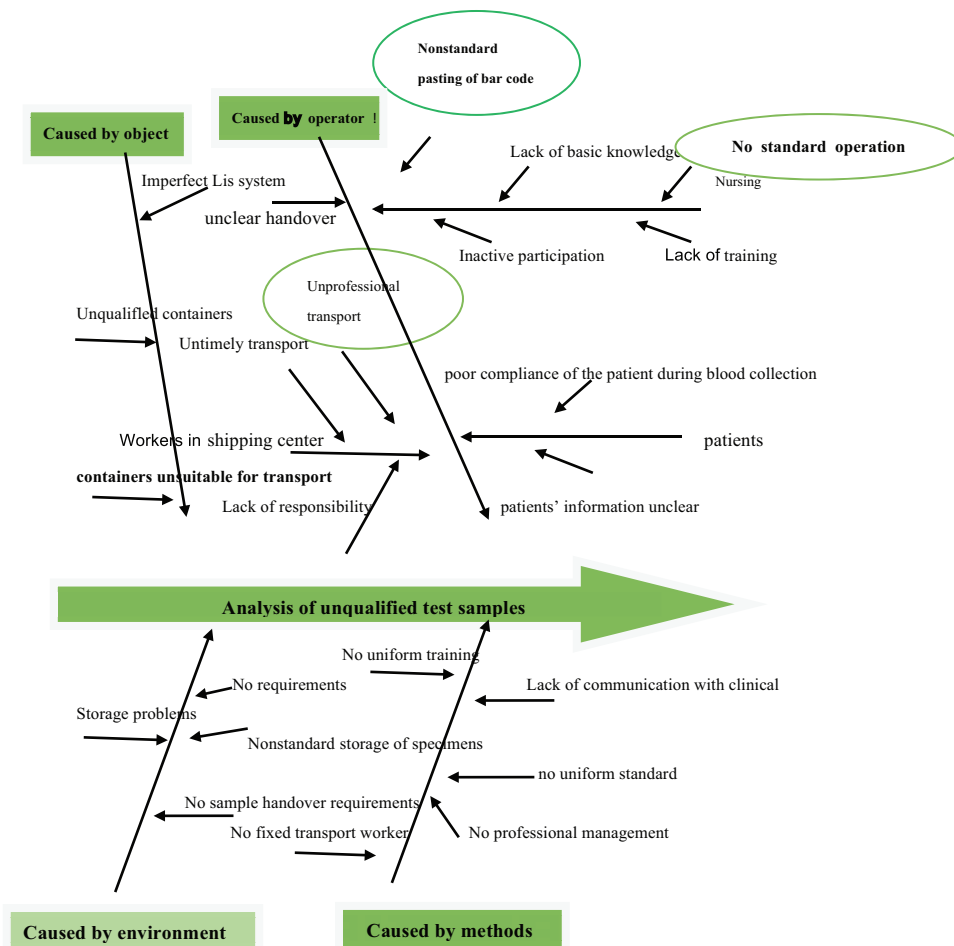 Nonstandard
pasting of bar code
Caused by object
Caused by operator !
Lack of basic knowledge
No standard operation
Imperfect Lis system
Nursing
unclear handover
Inactive participation
Lack of training
Unprofessional
transport
Unqualifled containers
Untimely transport
poor compliance of the patient during blood collection
Workers in shipping center
patients
containers unsuitable for transport
Lack of responsibility
patients’ information unclear
Analysis of unqualified test samples
No uniform training
No requirements
Lack of communication with clinical
Storage problems
Nonstandard storage of specimens
no uniform standard
No sample handover requirements
No fixed transport worker
No professional management
Caused by environment
Caused by methods